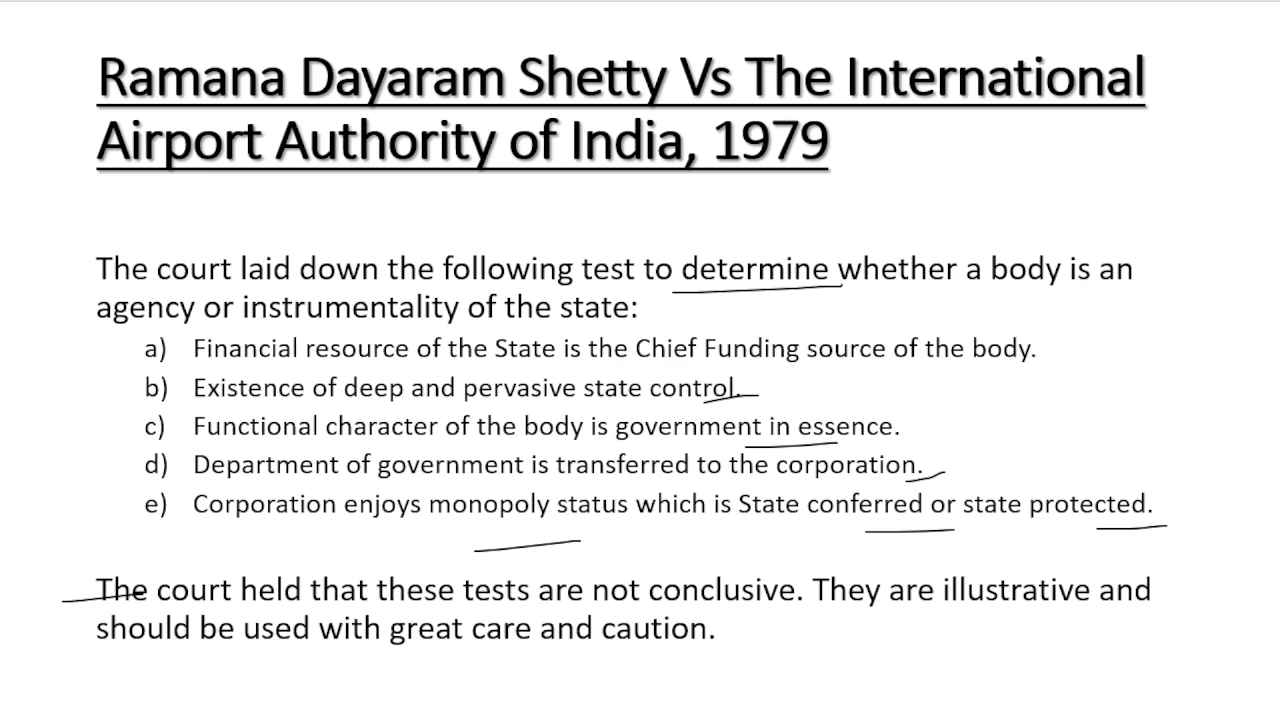 Ramana Dayaram Shetty Vs The International
Airport Authority of India, 1979
The court laid down the following test to determine whether a body is an
agency or instrumentality of the state:
a) Financial resource of the State is the Chief Funding source of the body.
b) Existence of deep and pervasive state control.
c) Functional character of the body is government in essence.
d) Department of government is transferred to the corporation.
e) Corporation enjoys monopoly status which is State conferred or state protected.
The court held that these tests are not conclusive. They are illustrative and
should be used with great care and caution.